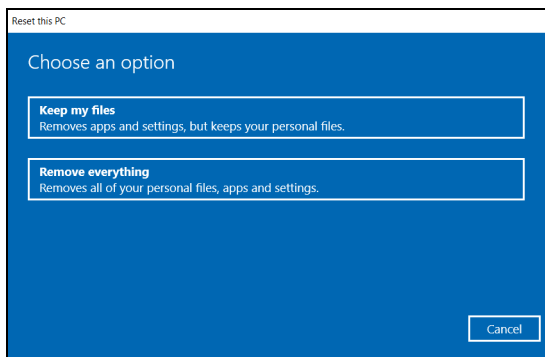 Reset this PC
Choose an option
Keep my files
Removes apps and settings, but keeps your personal files.
Remove everything
Removes all of your personal files, apps and settings.
Cancel